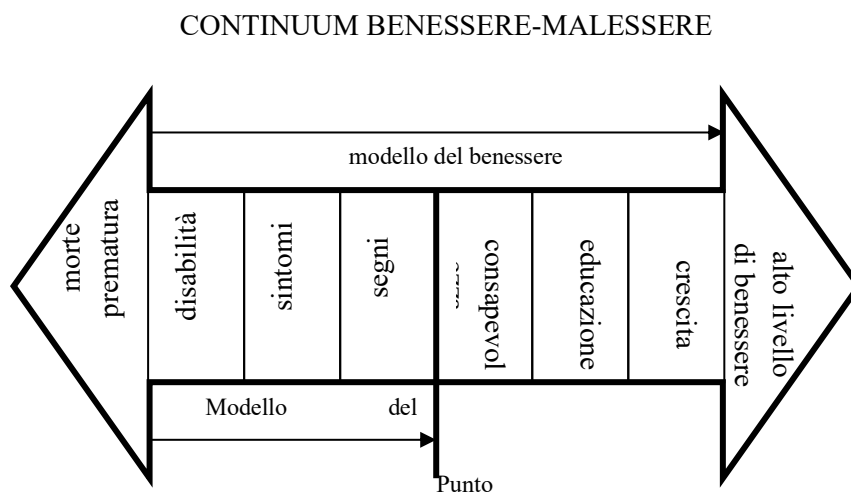 CONTINUUM BENESSERE-MALESSERE
modello del benessere
morte
prematura
disabilità
sintomi
segni
consapevol
educazione
crescita
di benessere
alto livello
Modello del
Punto